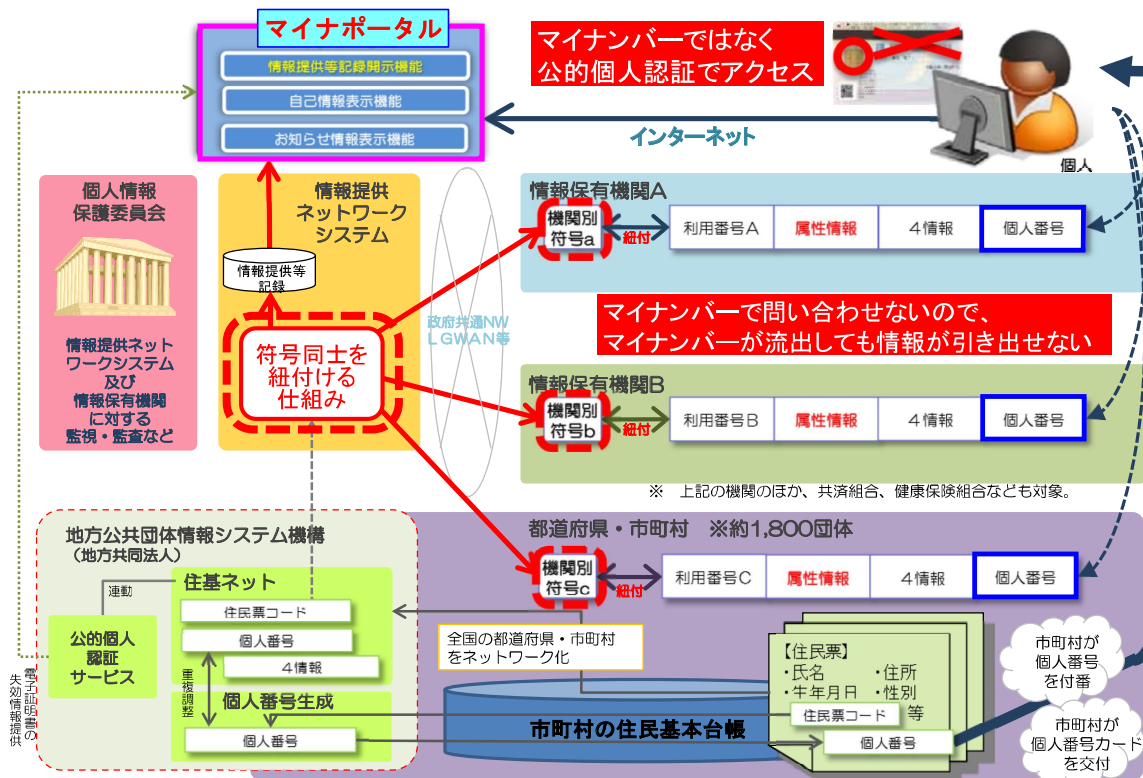 マイナポータル
情報提供等記録開示機能
自己情報表示機能
お知らせ情報表示機能
マイナンバーではなく
公的個人認証でアクセス
インターネット
個人
個人情報
保護委員会
情報提供ネット
ワークシステム
及び
情報保有機関
に対する
監視・監査など
情報提供
ネットワーク
システム
情報提供等
記録
符号同士を
紐付ける
仕組み
政府共通NW
LGWAN等
情報保有機関A
機関別
符号a
紐付
利用番号A
属性情報
4情報
個人番号
マイナンバーで問い合わせないので、
マイナンバーが流出しても情報が引き出せない
情報保有機関B
機関別
符号b
紐付
利用番号B
属性情報
4情報
個人番号
※ 上記の機関のほか、共済組合、健康保険組合なども対象。
都道府県・市町村 ※約1,800団体
機関別
符号c
紐付
利用番号C
属性情報
4情報
個人番号
地方公共団体情報システム機構
（地方共同法人）
連動
住基ネット
住民票コード
個人番号
4情報
公的個人
認証
サービス
重複調整
個人番号生成
個人番号
電子証明書の
失効情報提供
全国の都道府県・市町村
をネットワーク化
市町村の住民基本台帳
【住民票】
・氏名 ・住所
・生年月日 ・性別
等
住民票コード
個人番号
市町村が
個人番号
を付番
市町村が
個人番号カード
を交付